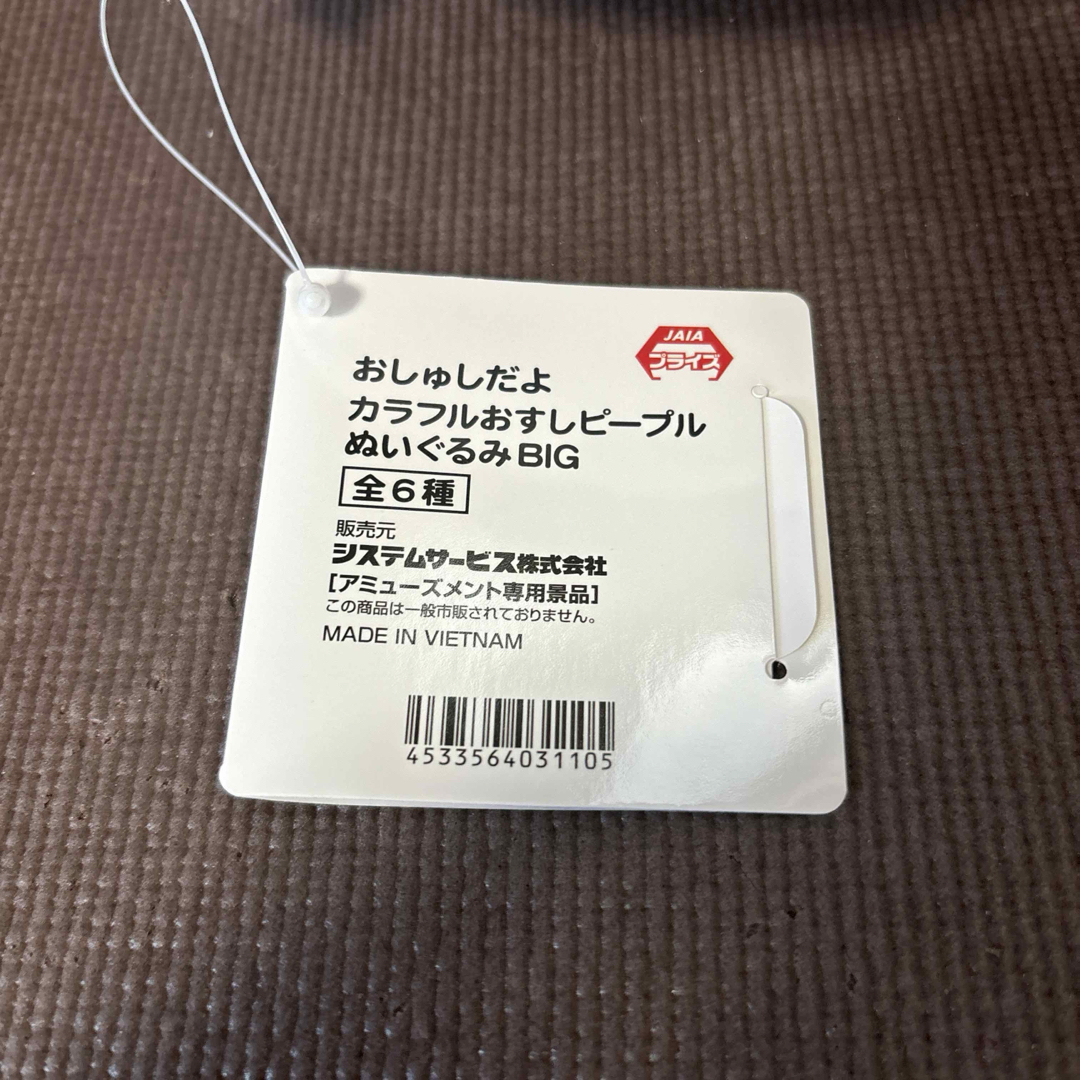 JAIA
プライズ
おしゅしだよ
カラフルおすしピープル
ぬいぐるみBIG
全6種
販売元
システムサービス株式会社
[アミューズメント専用景品]
この商品は一般市販されておりません。
MADE IN VIETNAM
4533564031105